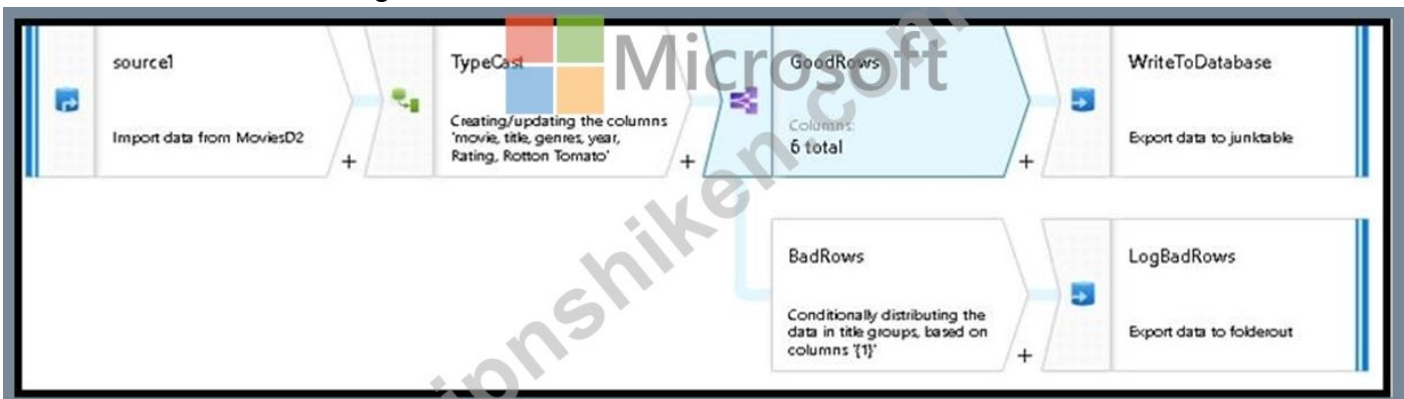 source1
Import data from MoviesD2
+
TypeCast
Creating/updating the columns
'movie, title, genres, year,
Rating, Rotton Tomato'
+
GoodRows
Columns:
6 total
+
WriteToDatabase
Export data to junktable
BadRows
Conditionally distributing the
data in title groups, based on
columns '{1}'
+
LogBadRows
Export data to folderout
Microsoft